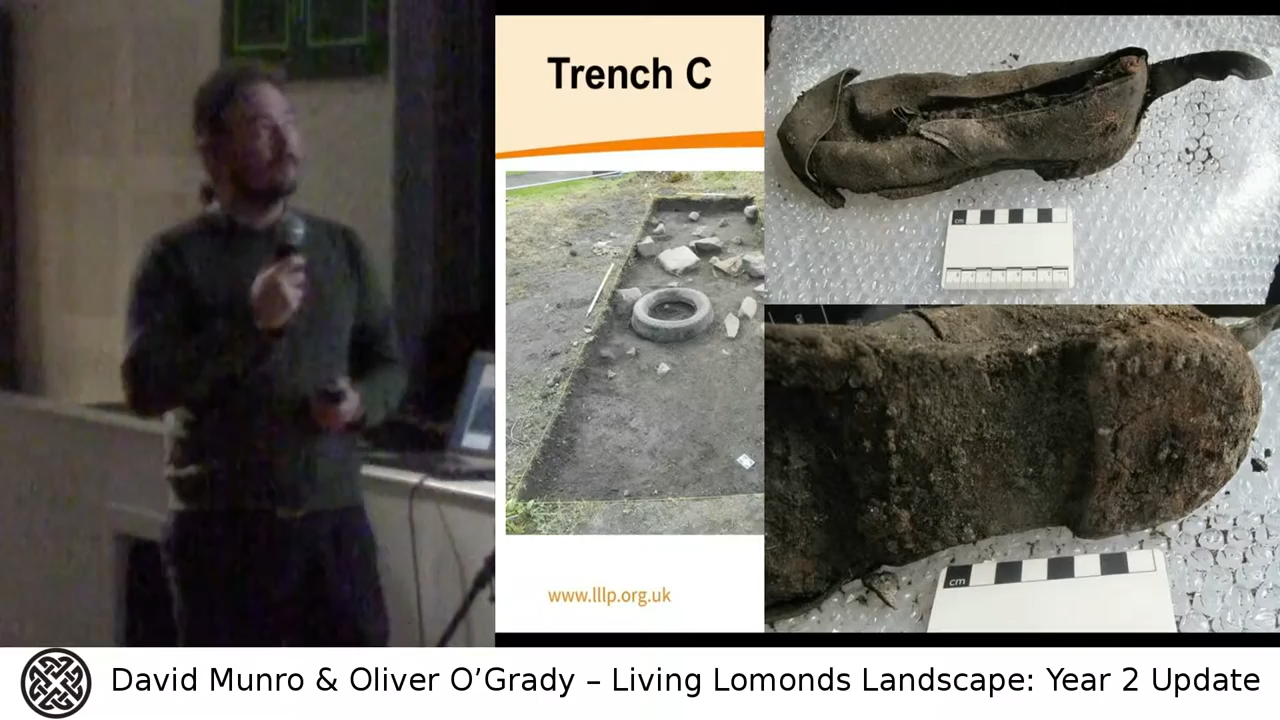 Trench C
cm
cm
www.lllp.org.uk
David Munro & Oliver O’Grady – Living Lomonds Landscape: Year 2 Update